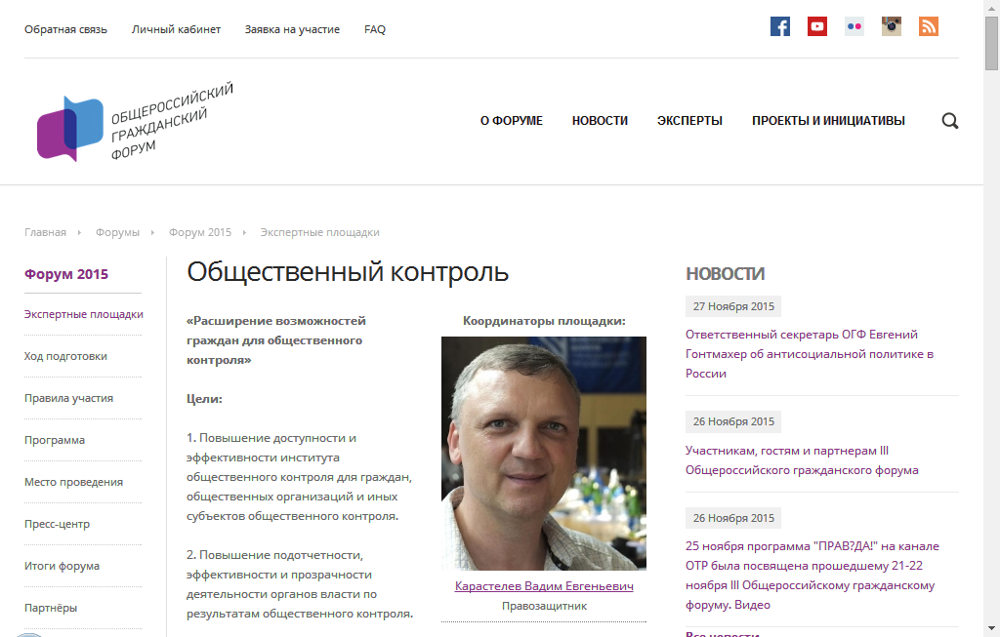 Обратная связь Личный кабинет Заявка на участие FAQ
ОБЩЕРОССИЙСКИЙ
ГРАЖДАНСКИЙ
ФОРУМ
О ФОРУМЕ НОВОСТИ ЭКСПЕРТЫ ПРОЕКТЫ И ИНИЦИАТИВЫ
Главная Форумы Форум 2015 Экспертные площадки
Форум 2015
Экспертные площадки
Ход подготовки
Правила участия
Программа
Место проведения
Пресс-центр
Итоги форума
Партнёры
Общественный контроль
«Расширение возможностей
граждан для общественного
контроля»
Цели:
1. Повышение доступности и
эффективности института
общественного контроля для граждан,
общественных организаций и иных
субъектов общественного контроля.
2. Повышение подотчетности,
эффективности и прозрачности
деятельности органов власти по
результатам общественного контроля.
Координаторы площадки:
Карастелев Вадим Евгеньевич
Правозащитник
НОВОСТИ
27 Ноября 2015
Ответственный секретарь ОГФ Евгений
Гонтмахер об антисоциальной политике в
России
26 Ноября 2015
Участникам, гостям и партнерам III
Общероссийского гражданского форума
26 Ноября 2015
25 ноября программа "ПРАВ?ДА!" на канале
ОТР была посвящена прошедшему 21-22
ноября III Общероссийскому гражданскому
форуму. Видео
Все новости